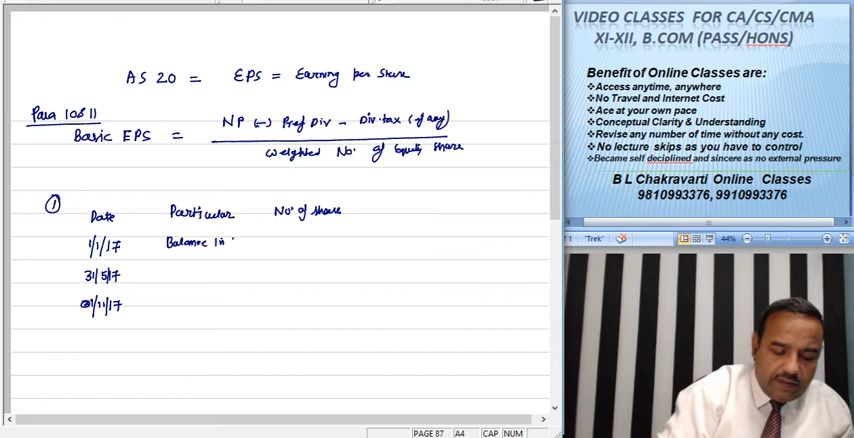 AS 20 = EPS = Earning per share
Para 10&11
Basic EPS = NP (-) Pref Div - Div. tax (if any)
Weighted No. of Equity share
①
Date Particular No. of share
1/1/17 Balance in
31/5/17
01/11/17
PAGE 87 A4 CAP NUM
VIDEO CLASSES FOR CA/CS/CMA
XI-XII, B.COM (PASS/HONS)
Benefit of Online Classes are:
❖Access anytime, anywhere
❖No Travel and Internet Cost
❖Ace at your own pace
❖Conceptual Clarity & Understanding
❖Revise any number of time without any cost.
❖No lecture skips as you have to control
❖Became self deciplined and sincere as no external pressure
B L Chakravarti Online Classes
9810993376, 9910993376
of 1 "Trek" 44%